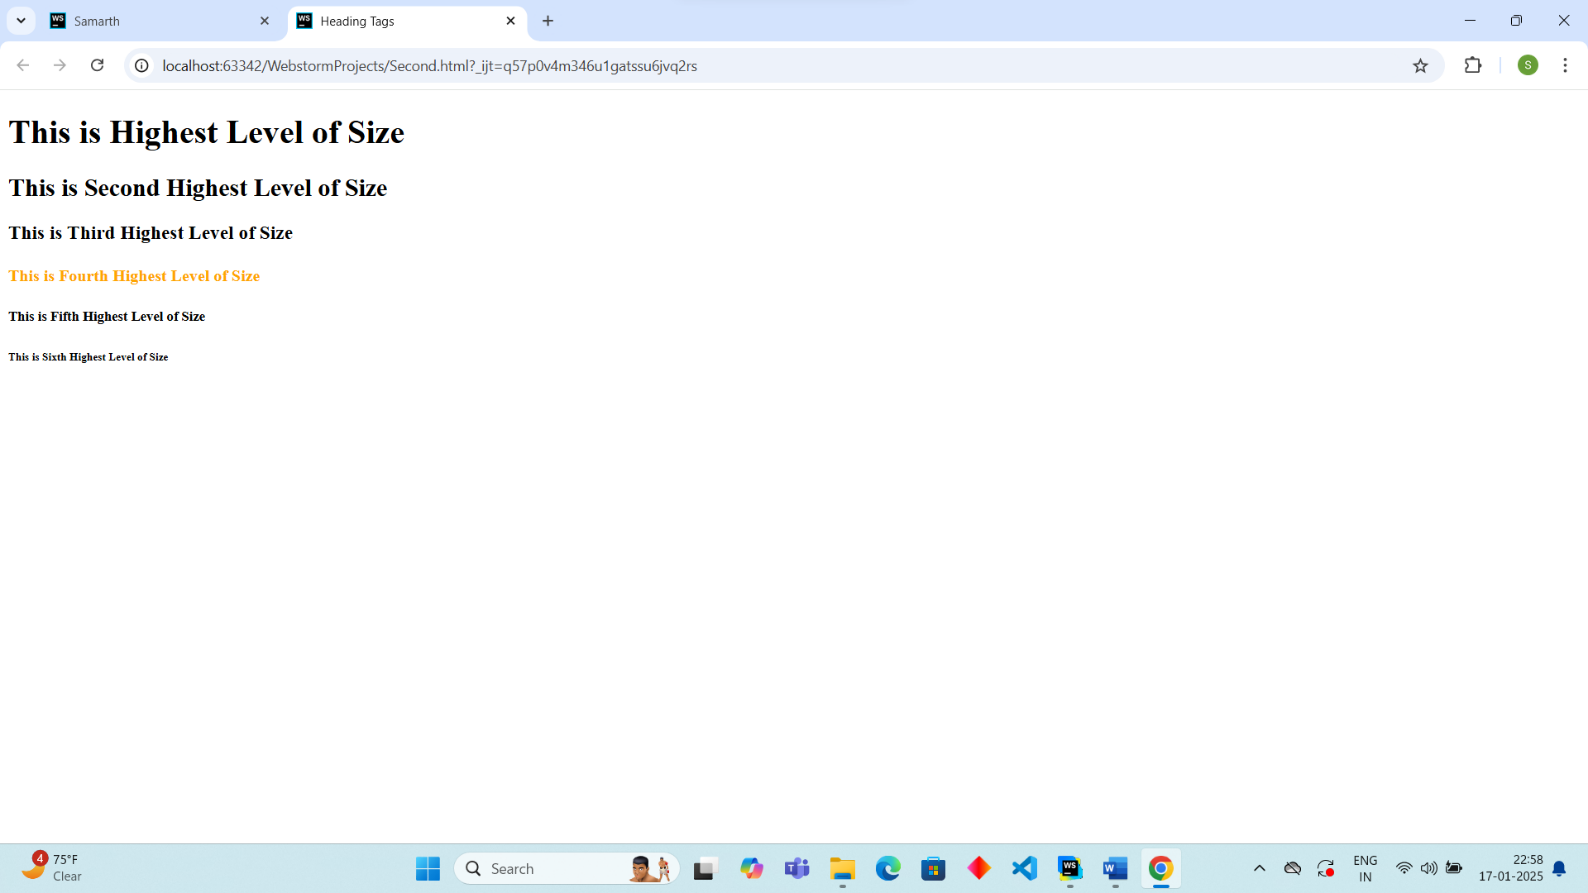 Samarth
Heading Tags
localhost:63342/WebstormProjects/Second.html?_ijt=q57p0v4m346u1gatssu6jvq2rs
S
This is Highest Level of Size
This is Second Highest Level of Size
This is Third Highest Level of Size
This is Fourth Highest Level of Size
This is Fifth Highest Level of Size
This is Sixth Highest Level of Size
4
75°F
Clear
Search
WS
W
ENG
IN
22:58
17-01-2025